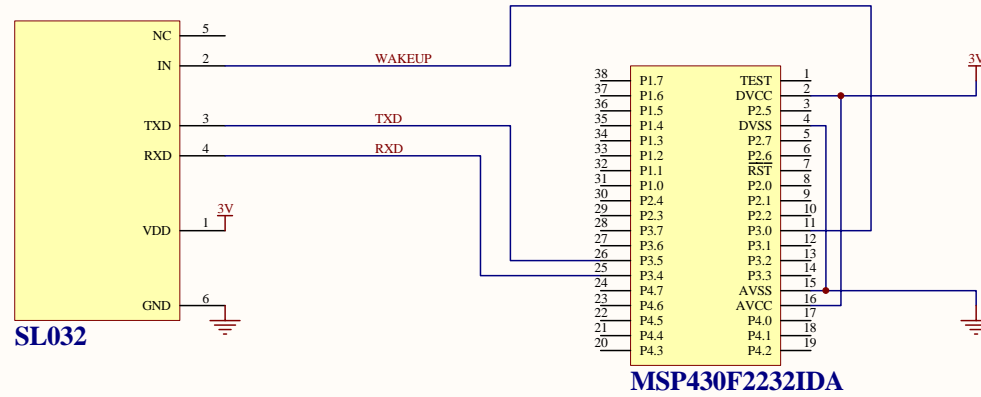 NC 5
IN 2 WAKEUP
TXD 3 TXD
RXD 4 RXD
VDD 1 3V
GND 6
SL032
38 P1.7 TEST 1
37 P1.6 DVCC 2
36 P1.5 P2.5 3
35 P1.4 DVSS 4
34 P1.3 P2.7 5
33 P1.2 P2.6 6
32 P1.1 RST 7
31 P1.0 P2.0 8
30 P2.4 P2.1 9
29 P2.3 P2.2 10
28 P3.7 P3.0 11
27 P3.6 P3.1 12
26 P3.5 P3.2 13
25 P3.4 P3.3 14
24 P4.7 AVSS 15
23 P4.6 AVCC 16
22 P4.5 P4.0 17
21 P4.4 P4.1 18
20 P4.3 P4.2 19
MSP430F2232IDA
3V